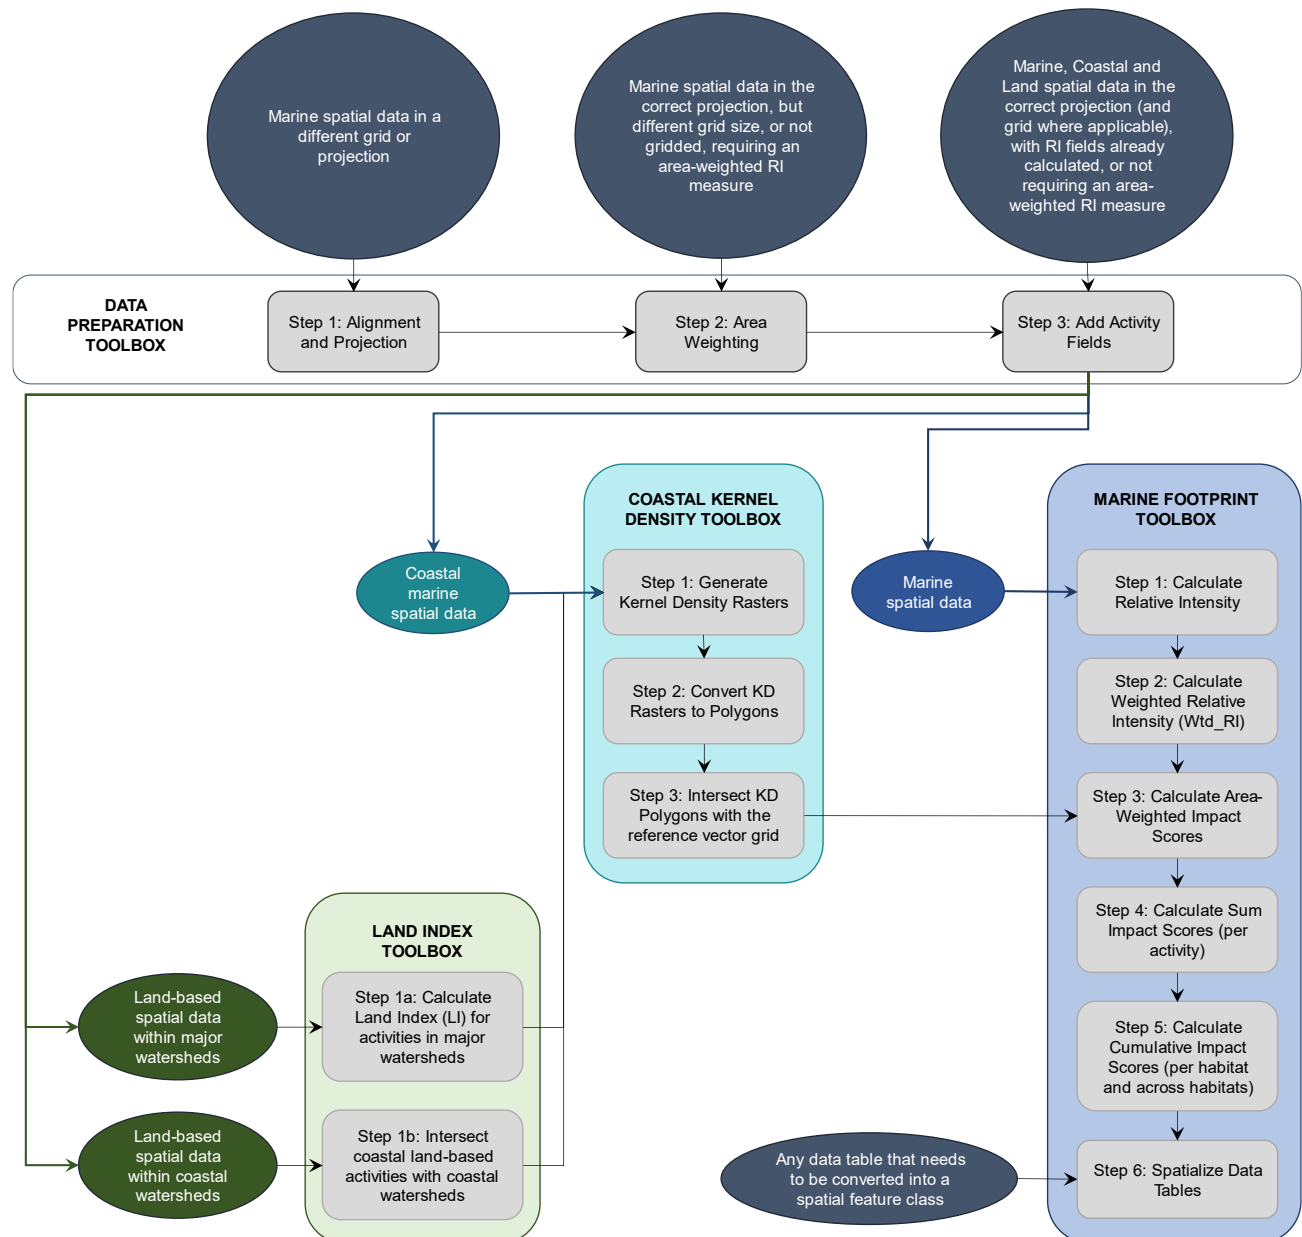 Marine spatial data in a
different grid or
projection
Marine spatial data in the
correct projection, but
different grid size, or not
gridded, requiring an
area-weighted RI
measure
Marine, Coastal and
Land spatial data in the
correct projection (and
grid where applicable),
with RI fields already
calculated, or not
requiring an area-
weighted RI measure
DATA
PREPARATION
TOOLBOX
Step 1: Alignment
and Projection
Step 2: Area
Weighting
Step 3: Add Activity
Fields
COASTAL KERNEL
DENSITY TOOLBOX
MARINE FOOTPRINT
TOOLBOX
Coastal
marine
spatial data
Step 1: Generate
Kernel Density Rasters
Marine
spatial data
Step 1: Calculate
Relative Intensity
Step 2: Convert KD
Rasters to Polygons
Step 2: Calculate
Weighted Relative
Intensity (Wtd_RI)
Step 3: Intersect KD
Polygons with the
reference vector grid
Step 3: Calculate Area-
Weighted Impact
Scores
Step 4: Calculate Sum
Impact Scores (per
activity)
LAND INDEX
TOOLBOX
Land-based
spatial data
within major
watersheds
Step 1a: Calculate
Land Index (LI) for
activities in major
watersheds
Step 5: Calculate
Cumulative Impact
Scores (per habitat
and across habitats)
Land-based
spatial data
within coastal
watersheds
Step 1b: Intersect
coastal land-based
activities with coastal
watersheds
Any data table that needs
to be converted into a
spatial feature class
Step 6: Spatialize Data
Tables